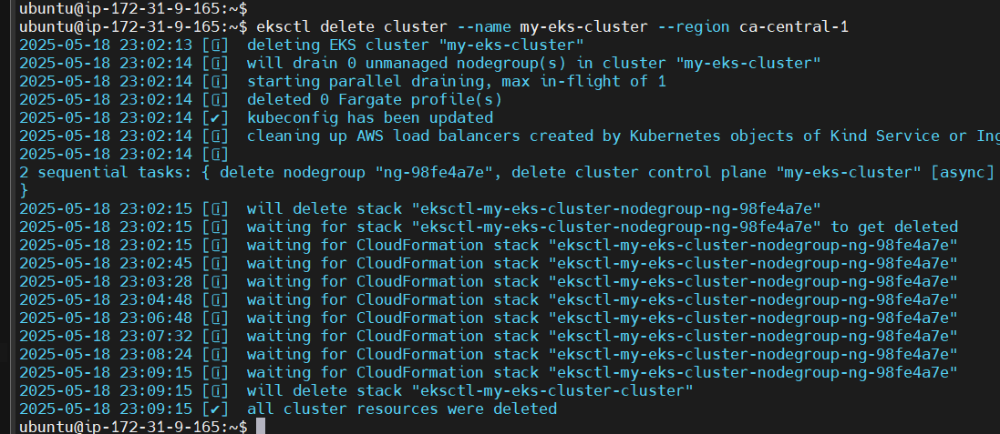 ubuntu@ip-172-31-9-165:~$
ubuntu@ip-172-31-9-165:~$ eksctl delete cluster --name my-eks-cluster --region ca-central-1
2025-05-18 23:02:13 [ℹ]  deleting EKS cluster "my-eks-cluster"
2025-05-18 23:02:14 [ℹ]  will drain 0 unmanaged nodegroup(s) in cluster "my-eks-cluster"
2025-05-18 23:02:14 [ℹ]  starting parallel draining, max in-flight of 1
2025-05-18 23:02:14 [ℹ]  deleted 0 Fargate profile(s)
2025-05-18 23:02:14 [✔]  kubeconfig has been updated
2025-05-18 23:02:14 [ℹ]  cleaning up AWS load balancers created by Kubernetes objects of Kind Service or Ing
2025-05-18 23:02:14 [ℹ]
2 sequential tasks: { delete nodegroup "ng-98fe4a7e", delete cluster control plane "my-eks-cluster" [async]
}
2025-05-18 23:02:15 [ℹ]  will delete stack "eksctl-my-eks-cluster-nodegroup-ng-98fe4a7e"
2025-05-18 23:02:15 [ℹ]  waiting for stack "eksctl-my-eks-cluster-nodegroup-ng-98fe4a7e" to get deleted
2025-05-18 23:02:15 [ℹ]  waiting for CloudFormation stack "eksctl-my-eks-cluster-nodegroup-ng-98fe4a7e"
2025-05-18 23:02:45 [ℹ]  waiting for CloudFormation stack "eksctl-my-eks-cluster-nodegroup-ng-98fe4a7e"
2025-05-18 23:03:28 [ℹ]  waiting for CloudFormation stack "eksctl-my-eks-cluster-nodegroup-ng-98fe4a7e"
2025-05-18 23:04:48 [ℹ]  waiting for CloudFormation stack "eksctl-my-eks-cluster-nodegroup-ng-98fe4a7e"
2025-05-18 23:06:48 [ℹ]  waiting for CloudFormation stack "eksctl-my-eks-cluster-nodegroup-ng-98fe4a7e"
2025-05-18 23:07:32 [ℹ]  waiting for CloudFormation stack "eksctl-my-eks-cluster-nodegroup-ng-98fe4a7e"
2025-05-18 23:08:24 [ℹ]  waiting for CloudFormation stack "eksctl-my-eks-cluster-nodegroup-ng-98fe4a7e"
2025-05-18 23:09:15 [ℹ]  waiting for CloudFormation stack "eksctl-my-eks-cluster-nodegroup-ng-98fe4a7e"
2025-05-18 23:09:15 [ℹ]  will delete stack "eksctl-my-eks-cluster-cluster"
2025-05-18 23:09:15 [✔]  all cluster resources were deleted
ubuntu@ip-172-31-9-165:~$